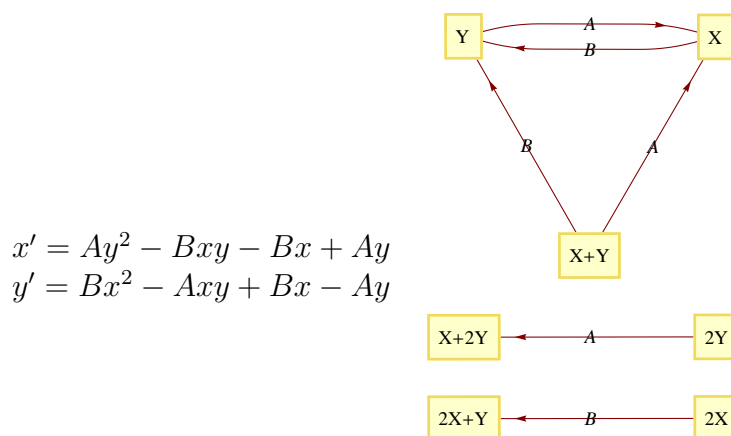 A
Y X
B
B A
x′ = Ay² − Bxy − Bx + Ay
X+Y
y′ = Bx² − Axy + Bx − Ay
X+2Y A 2Y
2X+Y B 2X